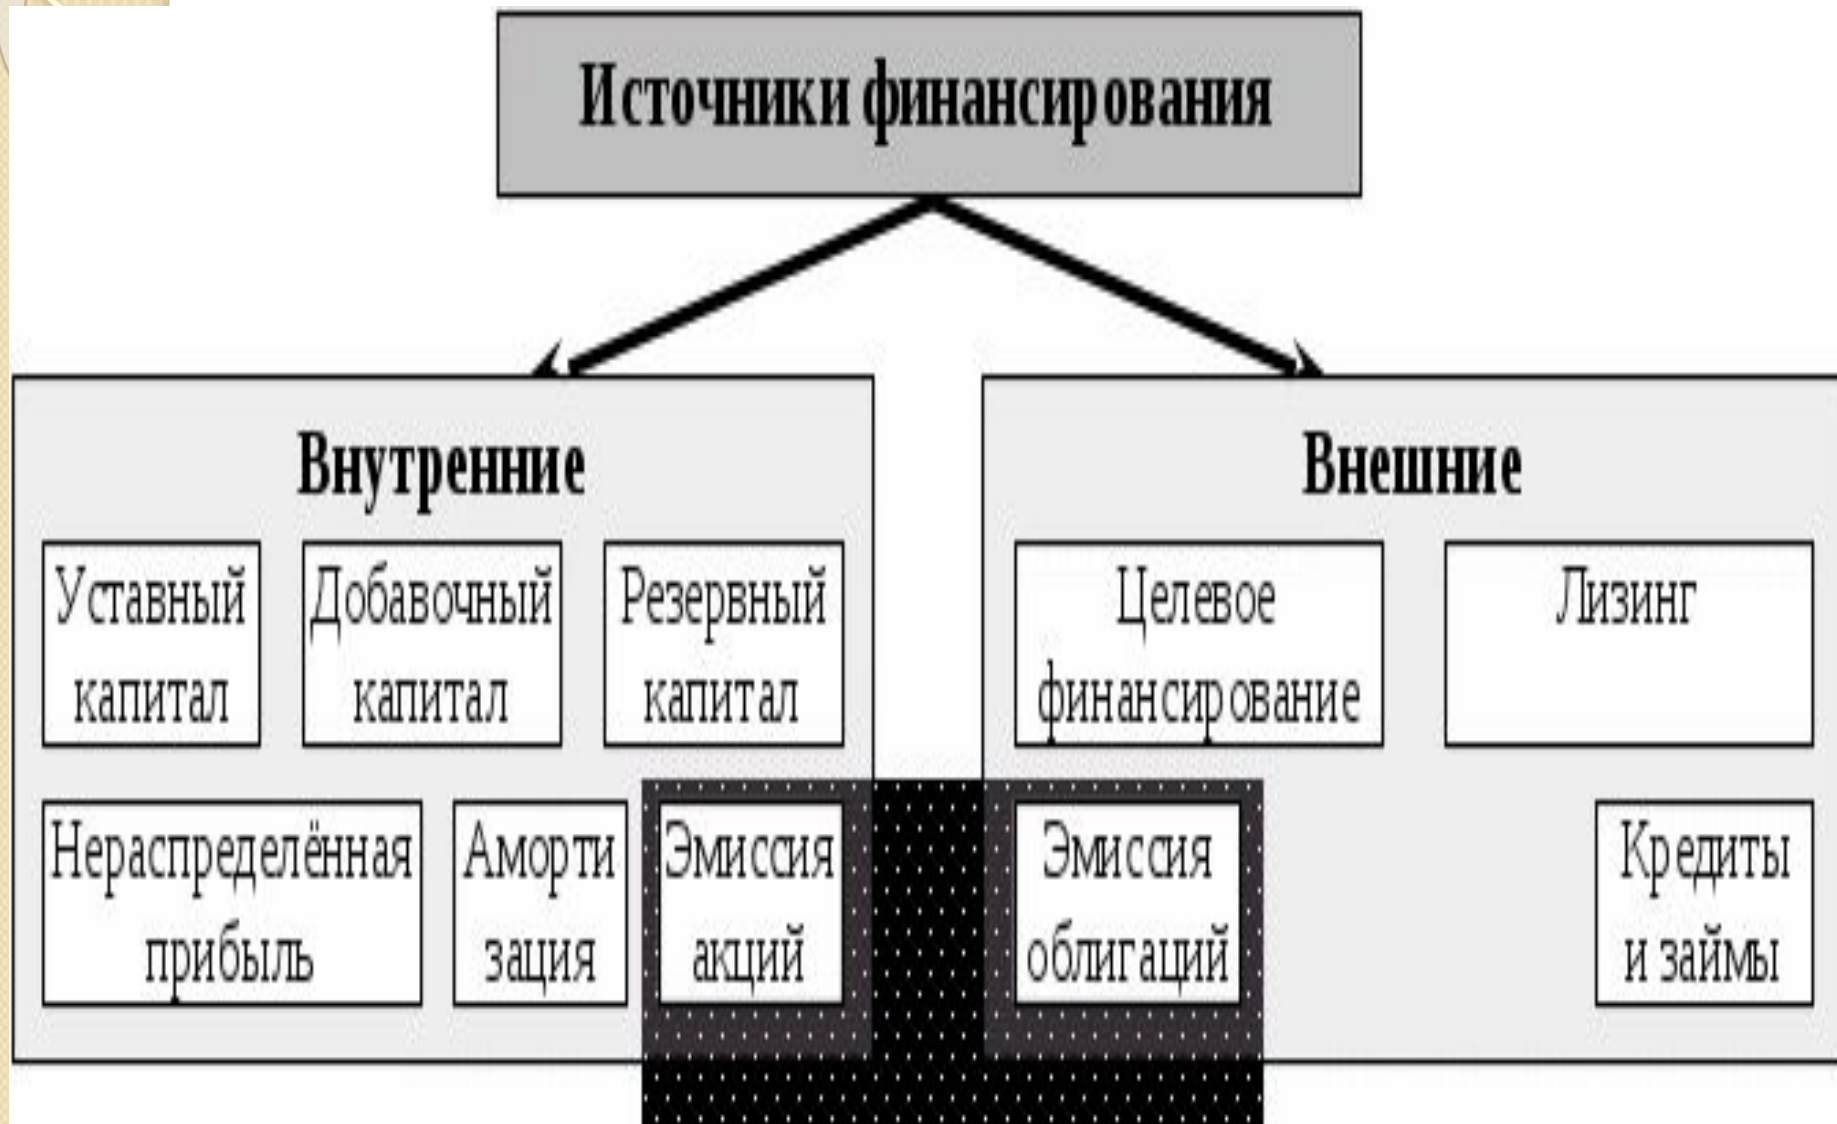 Источники финансирования
Внутренние
Уставный
капитал
Добавочный
капитал
Резервный
капитал
Нераспределённая
прибыль
Аморти
зация
Эмиссия
акций
Внешние
Целевое
финансирование
Лизинг
Эмиссия
облигаций
Кредиты
и займы